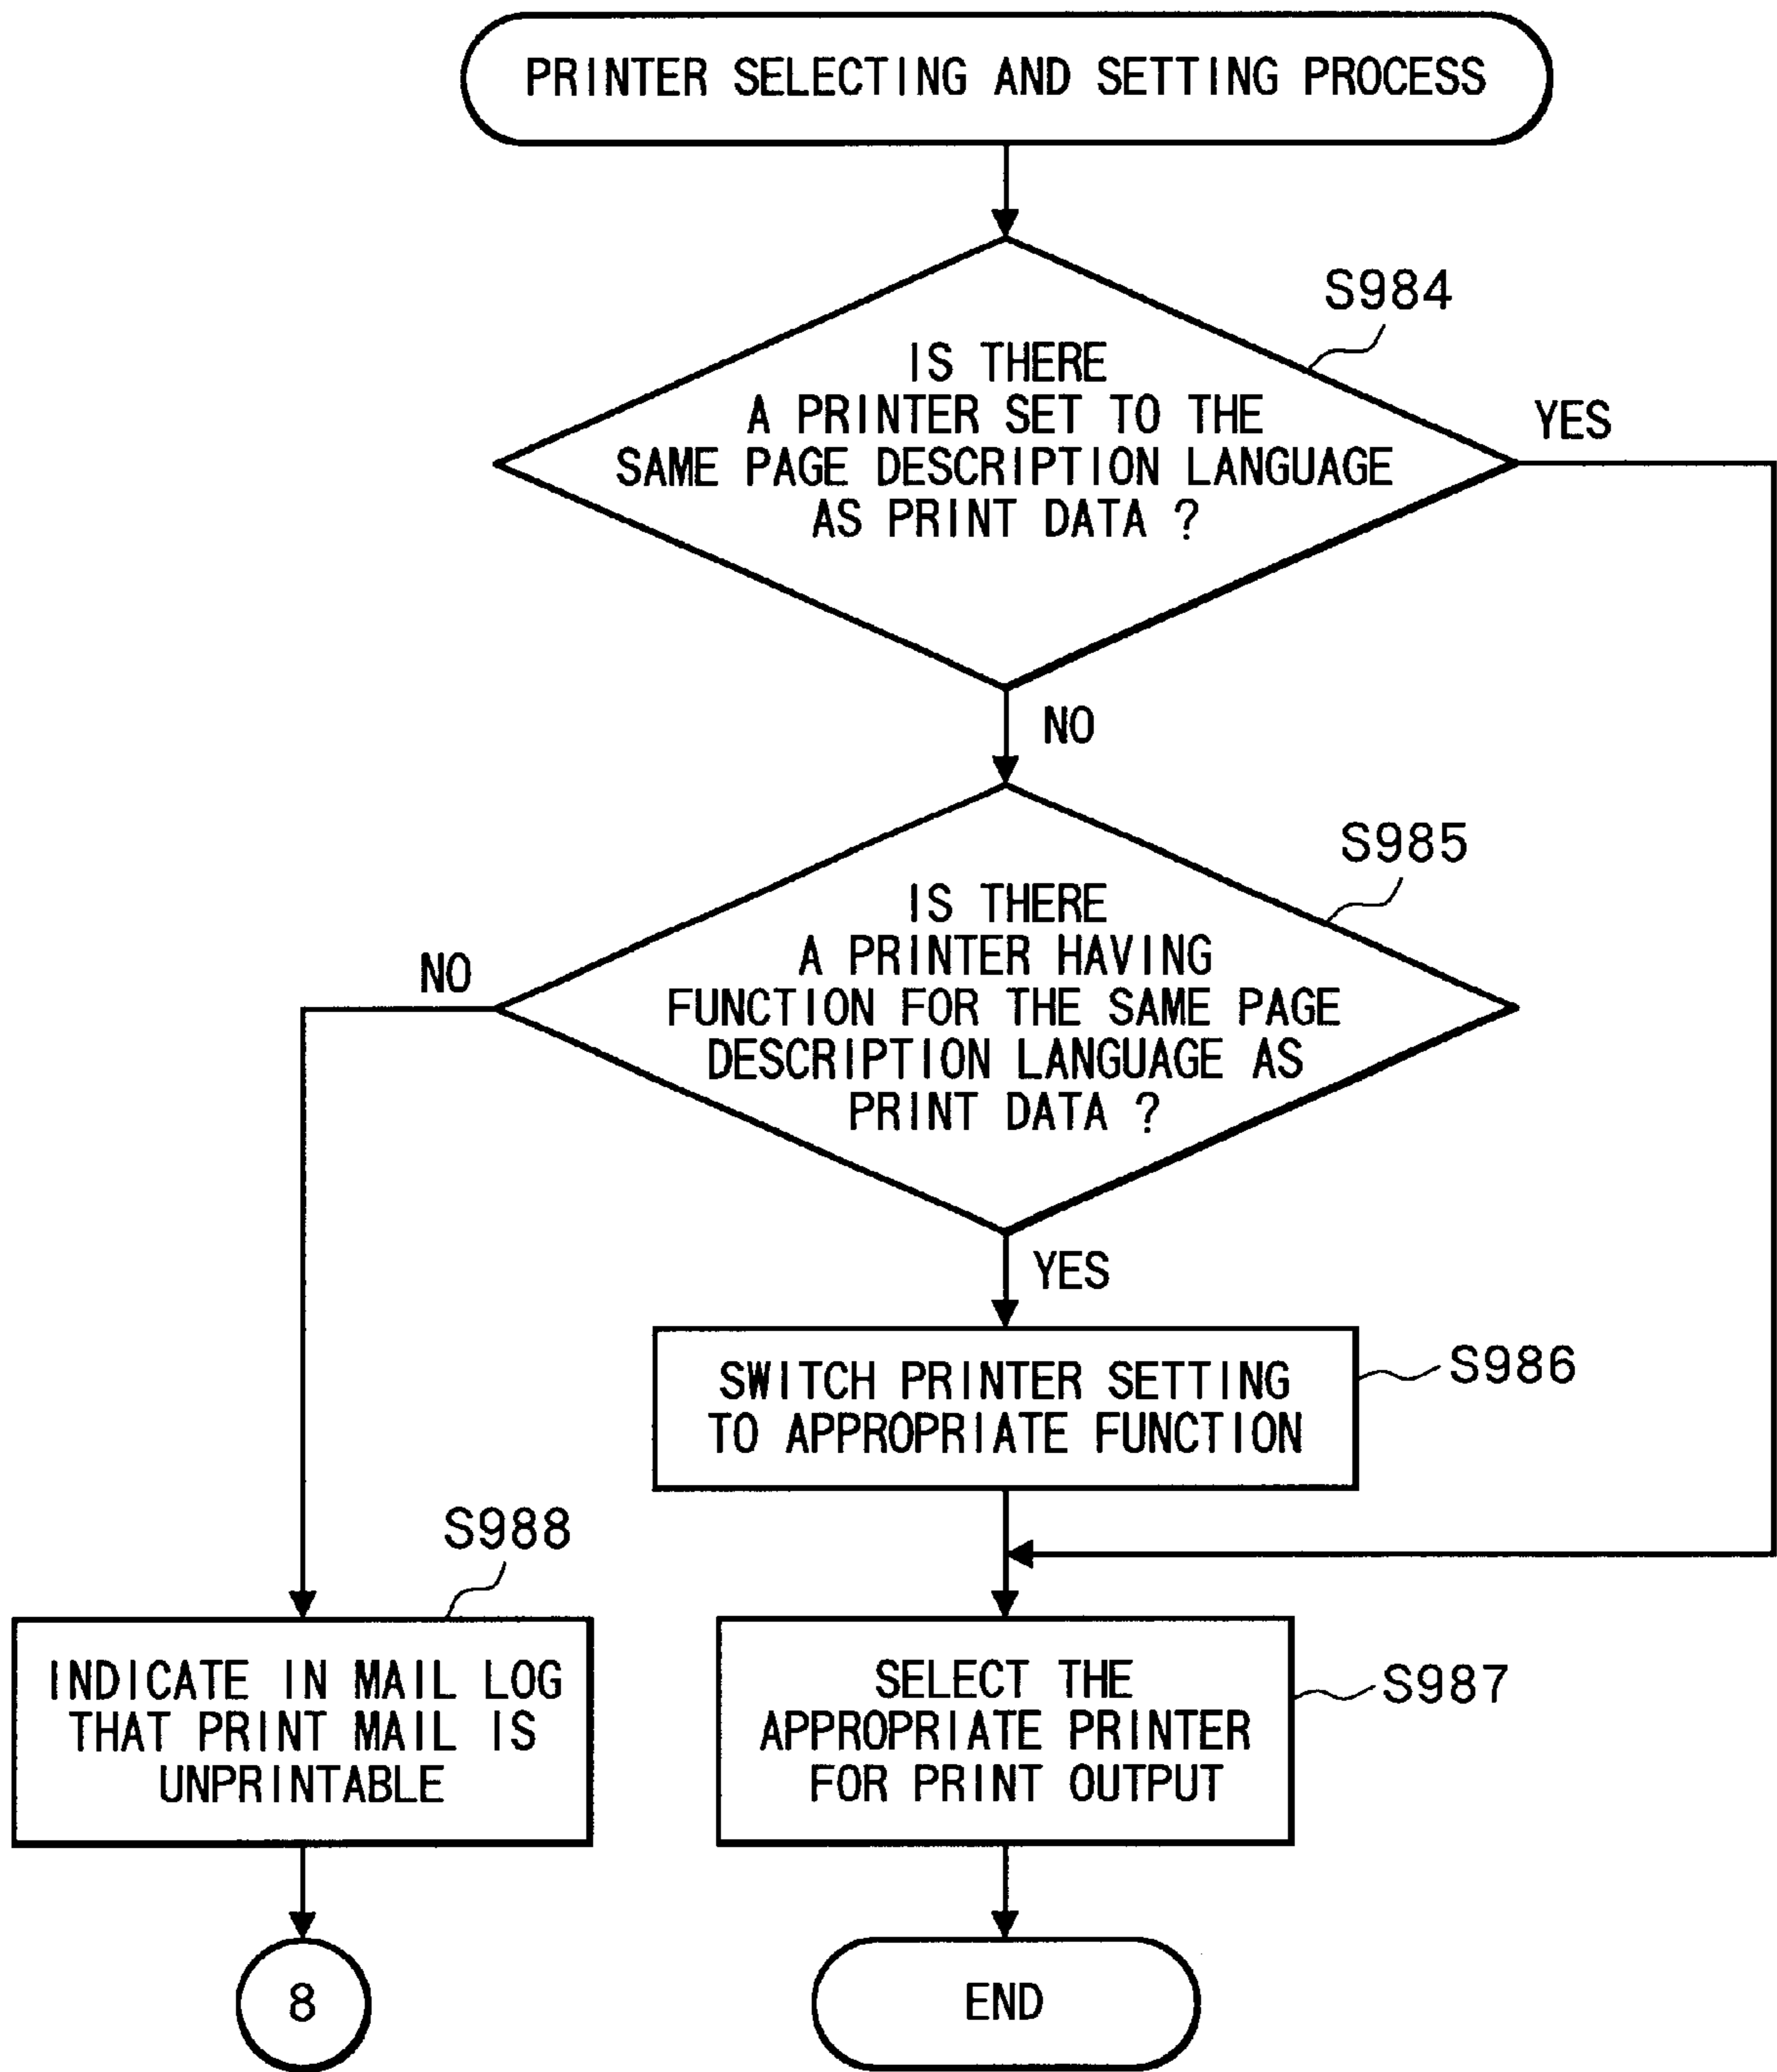 PRINTER SELECTING AND SETTING PROCESS
S984
IS THERE
A PRINTER SET TO THE
SAME PAGE DESCRIPTION LANGUAGE
AS PRINT DATA ?
YES
NO
S985
IS THERE
A PRINTER HAVING
FUNCTION FOR THE SAME PAGE
DESCRIPTION LANGUAGE AS
PRINT DATA ?
NO
YES
SWITCH PRINTER SETTING
TO APPROPRIATE FUNCTION
S986
S988
INDICATE IN MAIL LOG
THAT PRINT MAIL IS
UNPRINTABLE
SELECT THE
APPROPRIATE PRINTER
FOR PRINT OUTPUT
S987
8
END